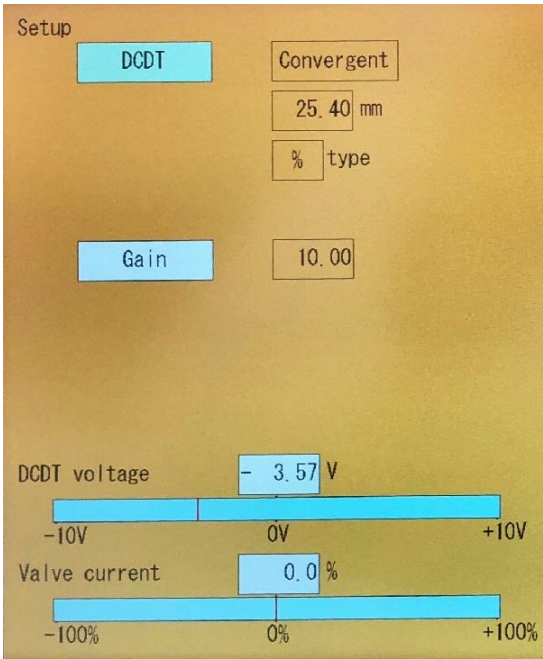 Setup
DCDT Convergent
25.40 mm
% type
Gain 10.00
DCDT voltage - 3.57 V
-10V 0V +10V
Valve current 0.0 %
-100% 0% +100%